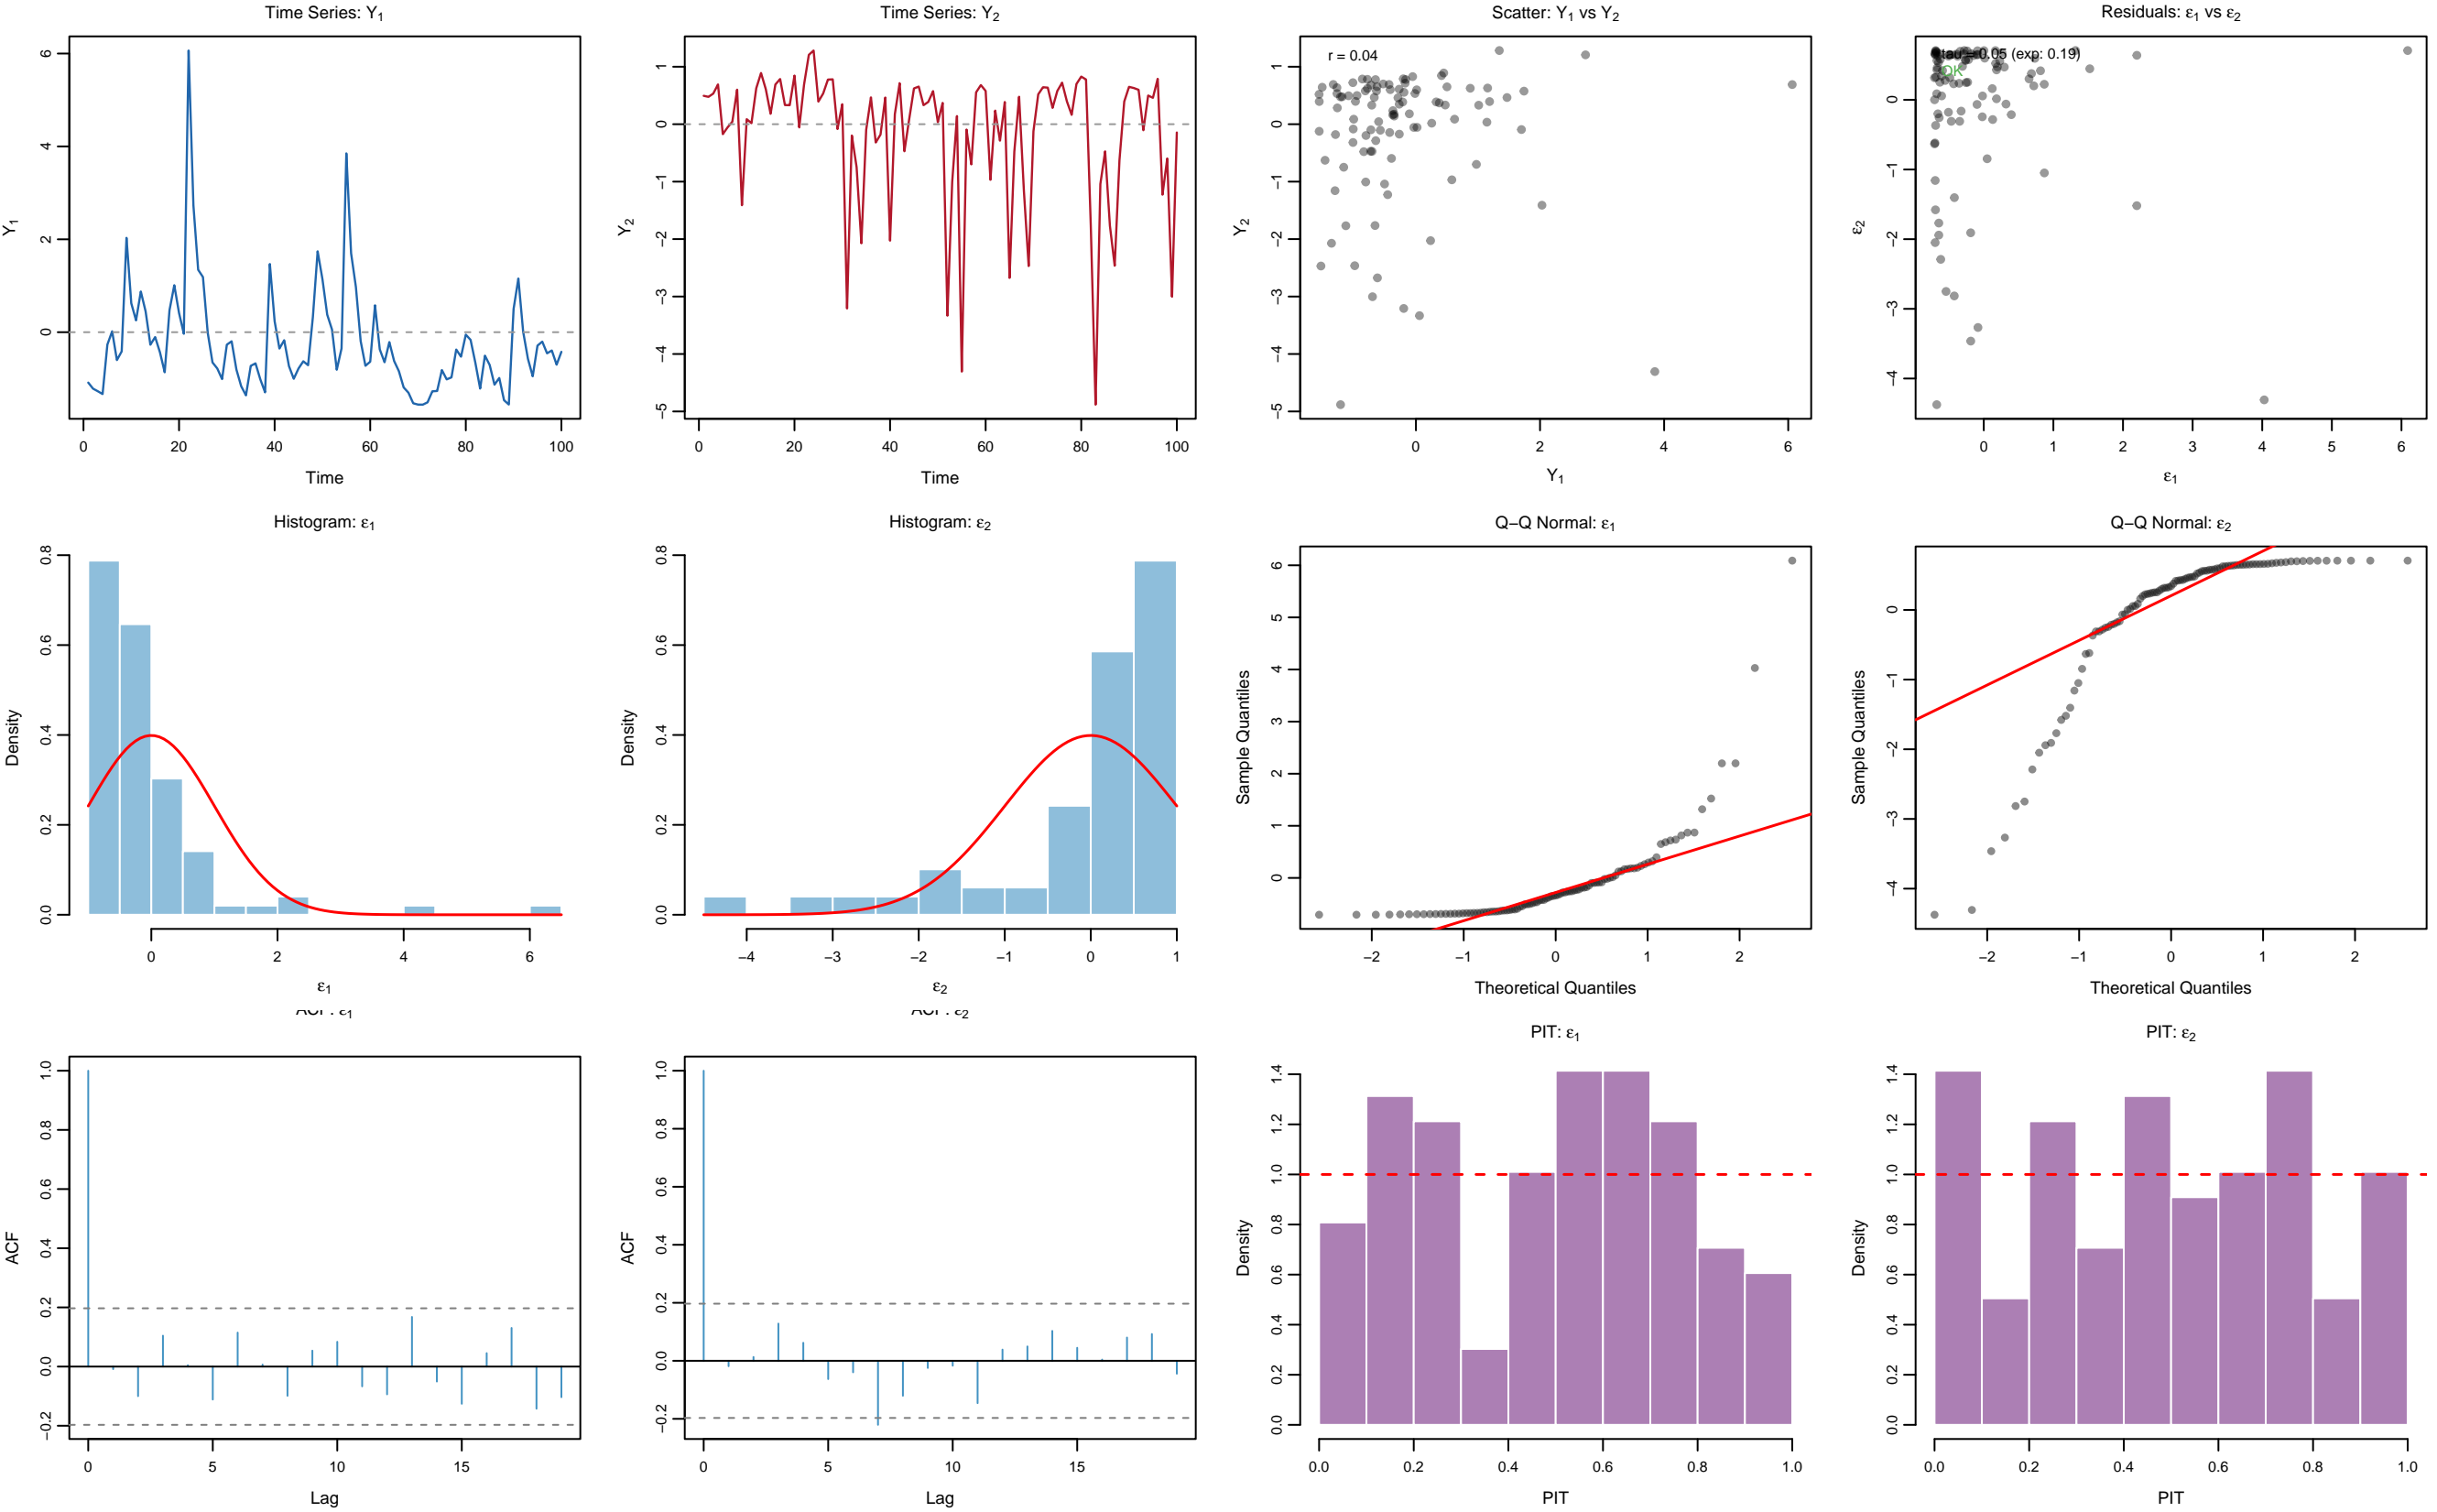 Time Series: Y1
6
4
2
0
0 20 40 60 80 100
Y1
Time
Time Series: Y2
1
0
−1
−2
−3
−4
−5
0 20 40 60 80 100
Y2
Time
Scatter: Y1 vs Y2
r = 0.04
1
0
−1
−2
−3
−4
−5
0 2 4 6
Y2
Y1
Residuals: ε1 vs ε2
(exp: 0.19)
OK
0
−1
−2
−3
−4
0 1 2 3 4 5 6
ε2
ε1
Histogram: ε1
0.8
0.6
0.4
0.2
0.0
0 2 4 6
Density
ε1
Histogram: ε2
0.8
0.6
0.4
0.2
0.0
−4 −3 −2 −1 0 1
Density
ε2
Q−Q Normal: ε1
6
5
4
3
2
1
0
−2 −1 0 1 2
Sample Quantiles
Theoretical Quantiles
Q−Q Normal: ε2
0
−1
−2
−3
−4
−2 −1 0 1 2
Sample Quantiles
Theoretical Quantiles
ACF: ε1
1.0
0.8
0.6
0.4
0.2
0.0
−0.2
0 5 10 15
ACF
Lag
ACF: ε2
1.0
0.8
0.6
0.4
0.2
0.0
−0.2
0 5 10 15
ACF
Lag
PIT: ε1
1.4
1.2
1.0
0.8
0.6
0.4
0.2
0.0
0.0 0.2 0.4 0.6 0.8 1.0
Density
PIT
PIT: ε2
1.4
1.2
1.0
0.8
0.6
0.4
0.2
0.0
0.0 0.2 0.4 0.6 0.8 1.0
Density
PIT